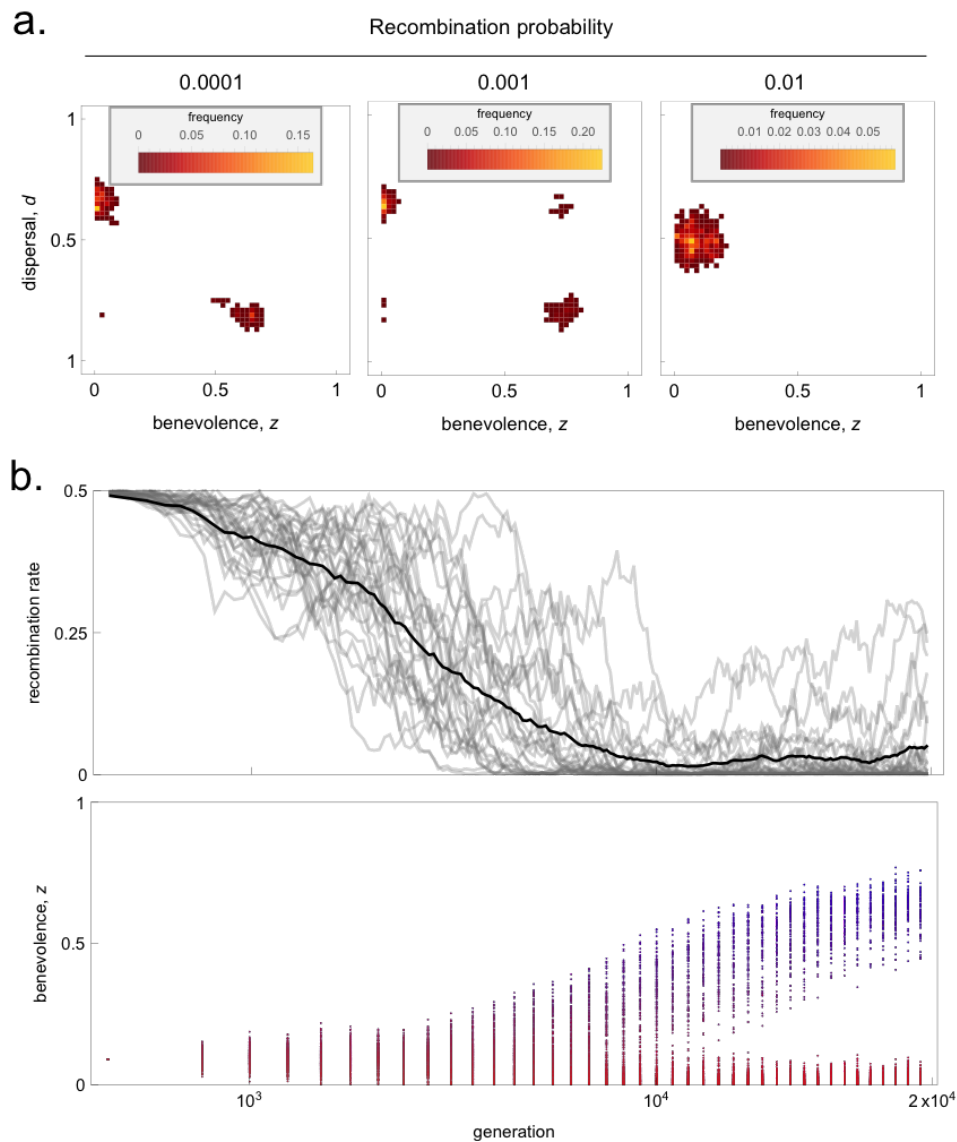 a.
Recombination probability
0.0001 0.001 0.01
frequency frequency frequency
0 0.05 0.10 0.15 0 0.05 0.10 0.15 0.20 0.01 0.02 0.03 0.04 0.05
1
dispersal, d
0.5
1
0 0.5 1 0 0.5 1 0 0.5 1
benevolence, z benevolence, z benevolence, z
b.
0.5
recombination rate
0.25
0
1
benevolence, z
0.5
0
10³ 10⁴ 2 x10⁴
generation